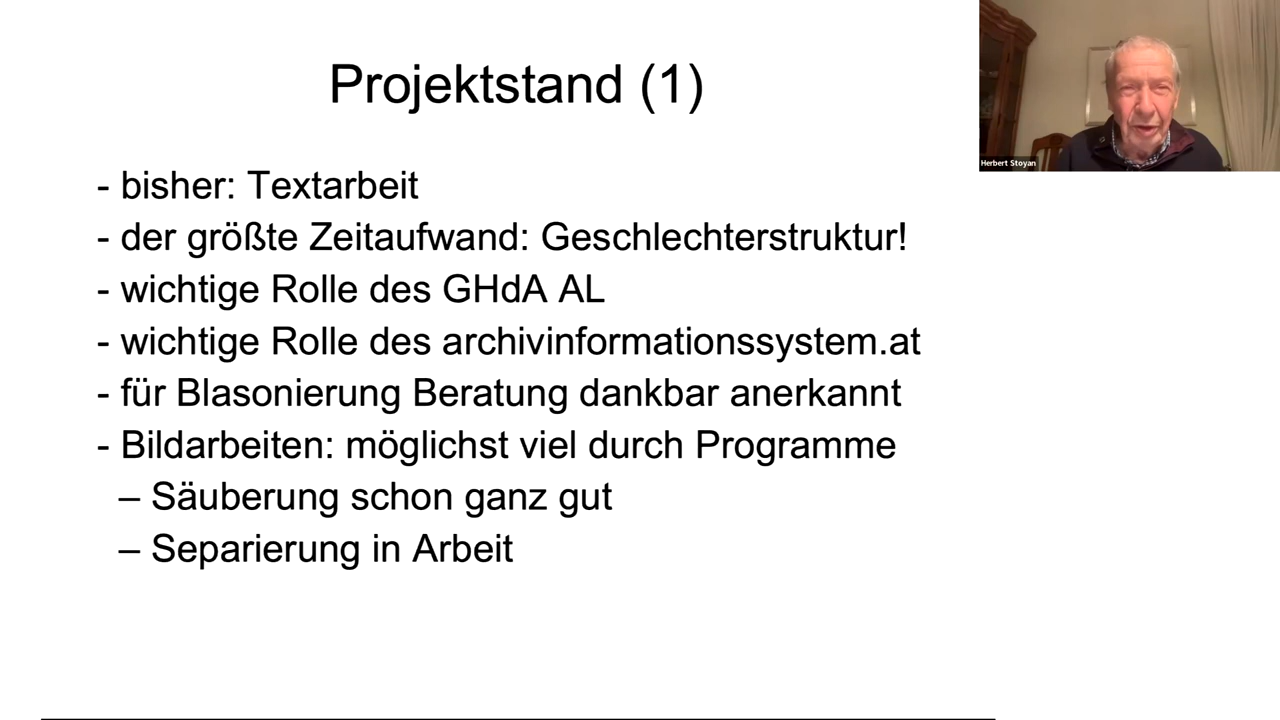 Projektstand (1)
- bisher: Textarbeit
- der größte Zeitaufwand: Geschlechterstruktur!
- wichtige Rolle des GHdA AL
- wichtige Rolle des archivinformationssystem.at
- für Blasonierung Beratung dankbar anerkannt
- Bildarbeiten: möglichst viel durch Programme
– Säuberung schon ganz gut
– Separierung in Arbeit
Herbert Stoyan